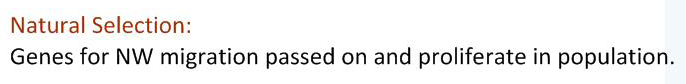 Natural Selection:
Genes for NW migration passed on and proliferate in population.